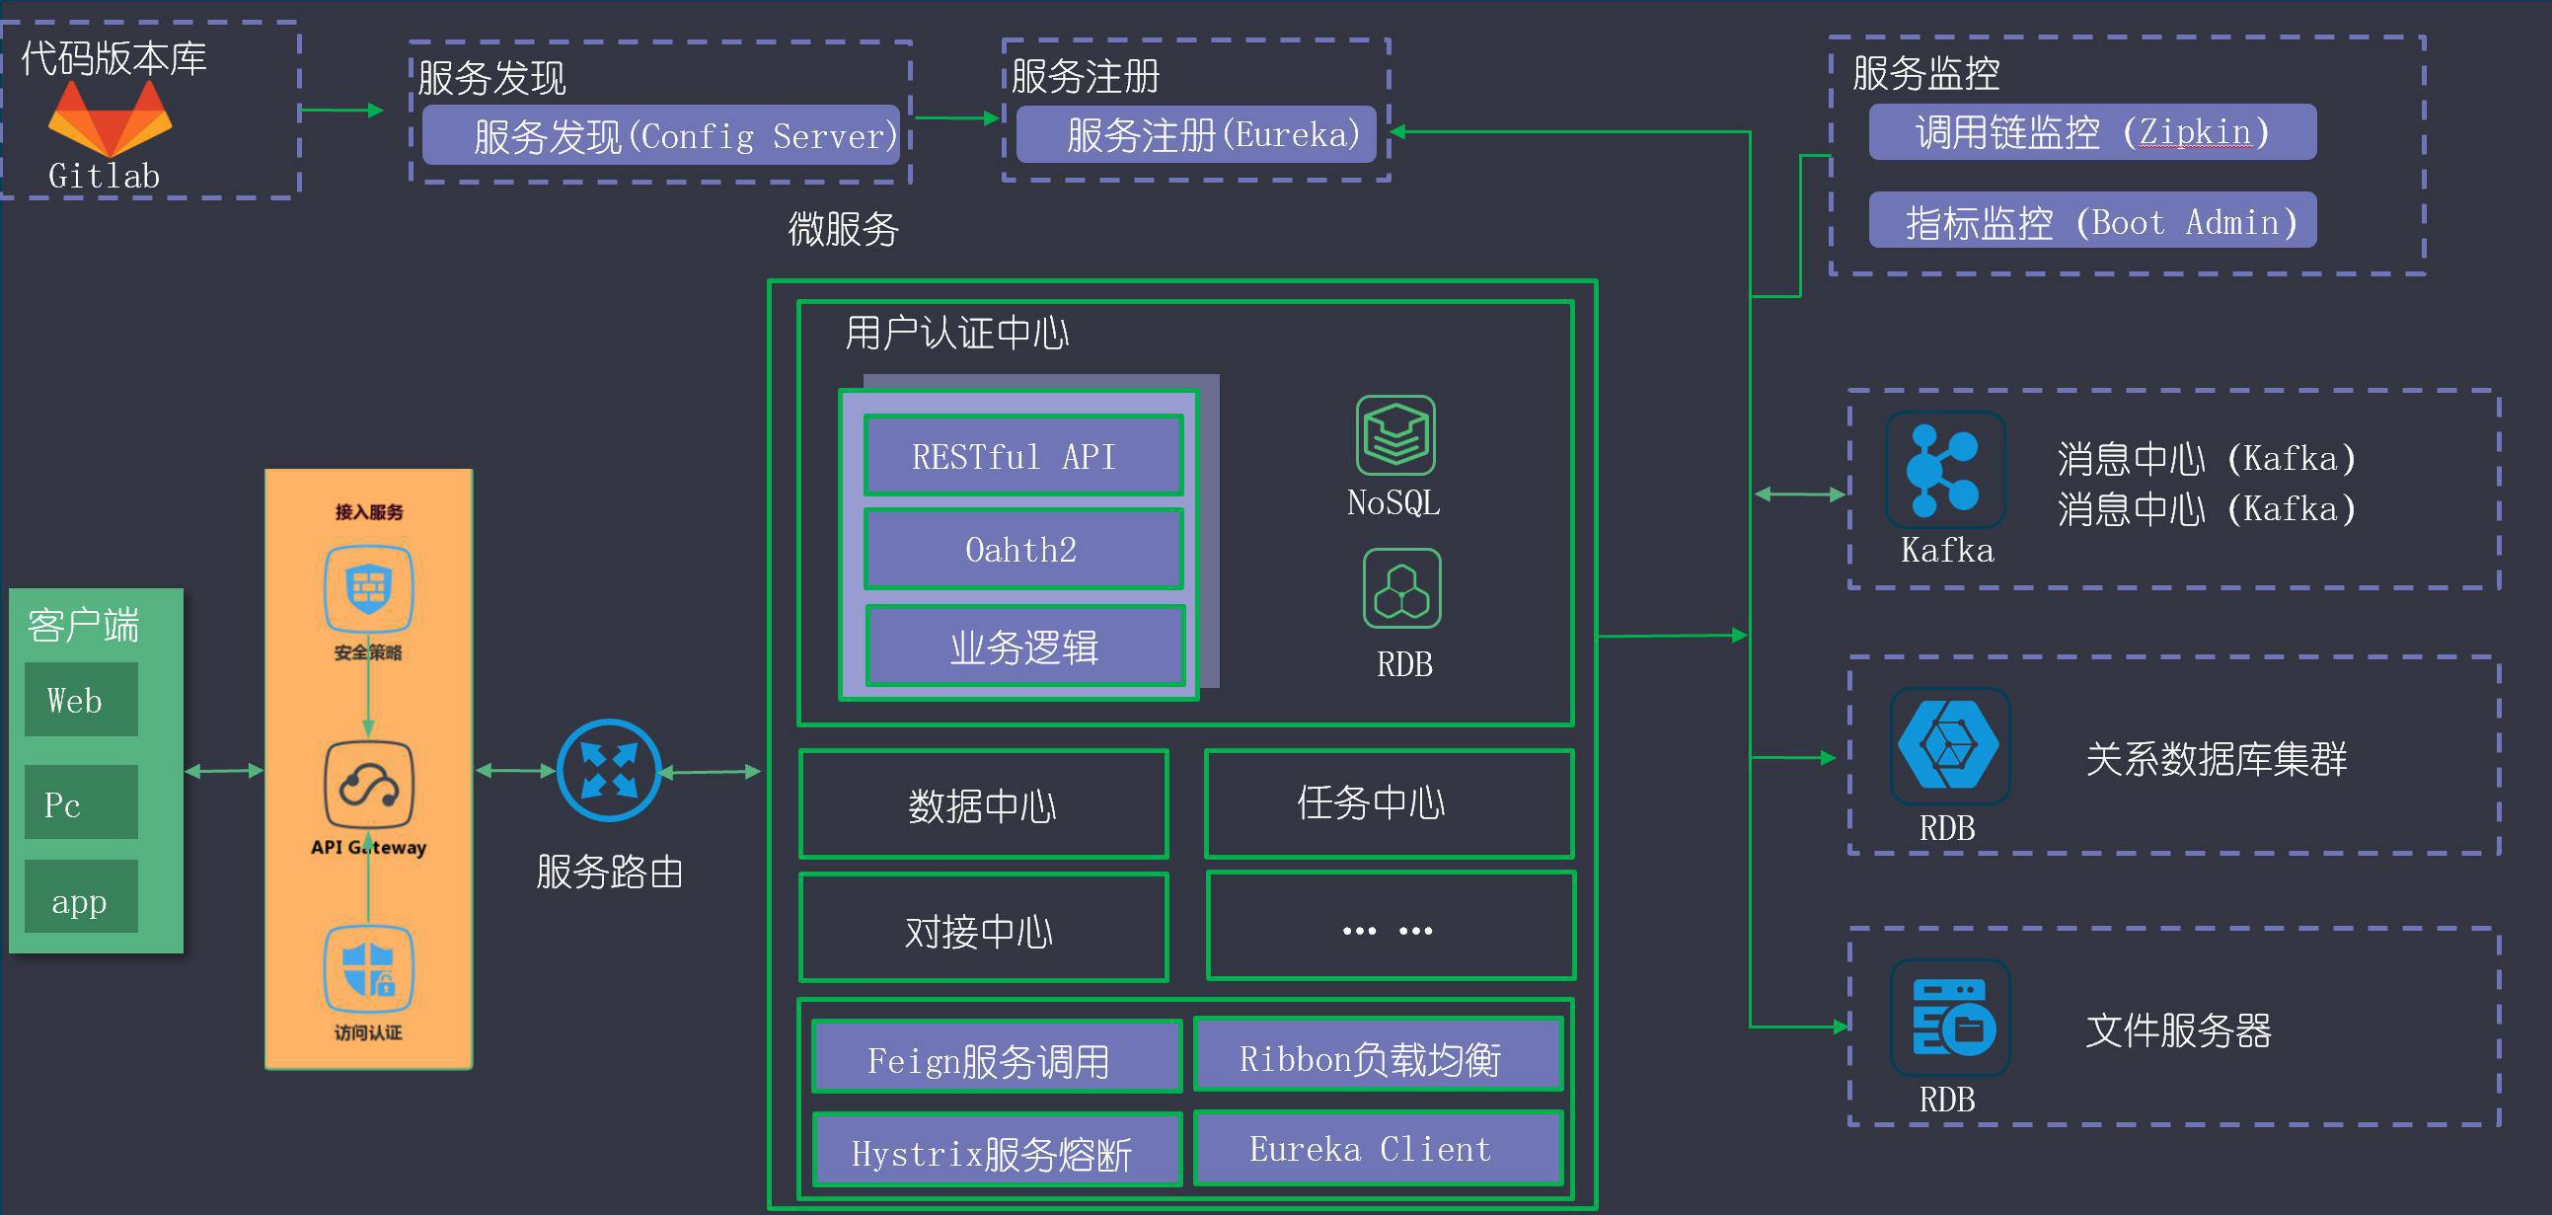 代码版本库
Gitlab
服务发现
服务发现(Config Server)
服务注册
服务注册(Eureka)
服务监控
调用链监控 (Zipkin)
指标监控 (Boot Admin)
微服务
用户认证中心
RESTful API
Oahth2
业务逻辑
NoSQL
RDB
数据中心
任务中心
对接中心
… …
Feign服务调用
Ribbon负载均衡
Hystrix服务熔断
Eureka Client
客户端
Web
Pc
app
接入服务
安全策略
API Gateway
访问认证
服务路由
Kafka
消息中心 (Kafka)
消息中心 (Kafka)
RDB
关系数据库集群
RDB
文件服务器